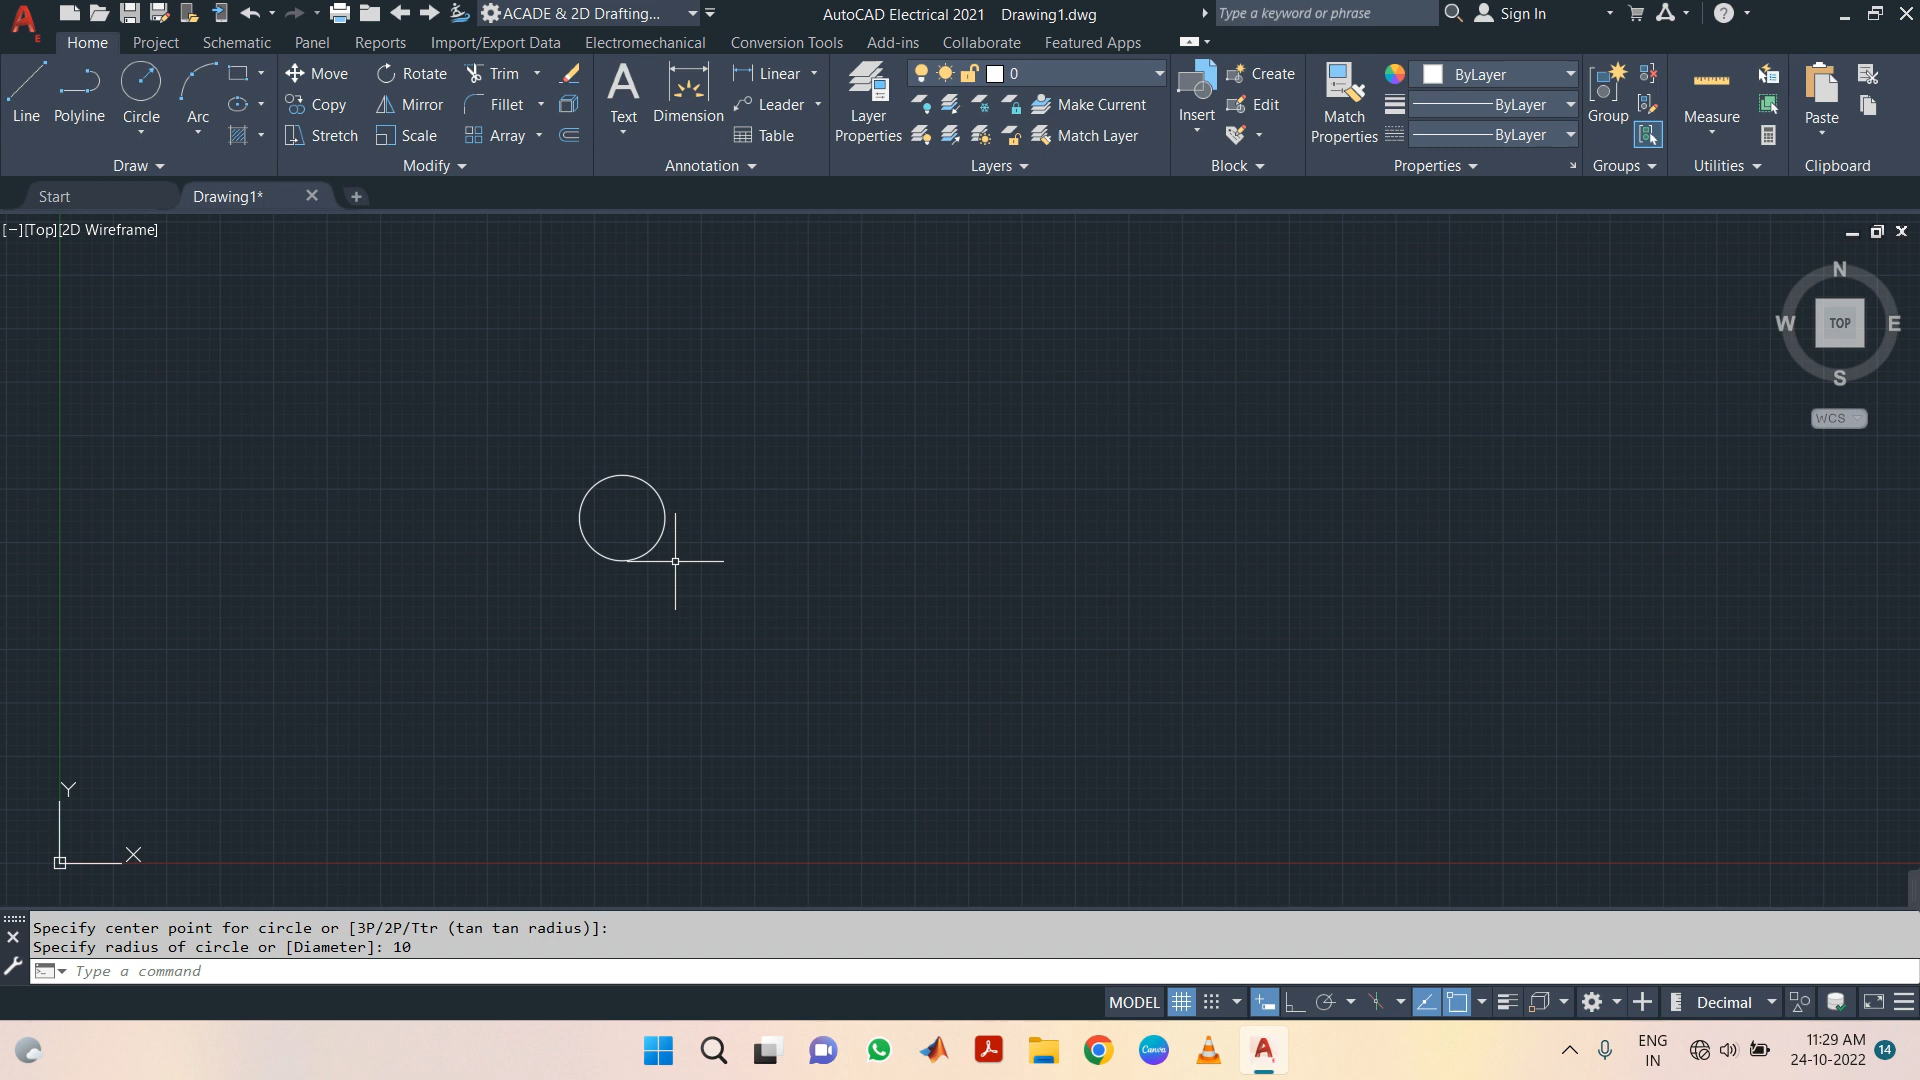 ACADE & 2D Drafting...
AutoCAD Electrical 2021 Drawing1.dwg
Type a keyword or phrase
Sign In
Home Project Schematic Panel Reports Import/Export Data Electromechanical Conversion Tools Add-ins Collaborate Featured Apps
Line Polyline Circle Arc
Draw
Move Rotate Trim
Copy Mirror Fillet
Stretch Scale Array
Modify
Text Dimension
Linear
Leader
Table
Annotation
Layer Properties
0
Make Current
Match Layer
Layers
Insert
Create
Edit
Block
Match Properties
ByLayer
ByLayer
ByLayer
Properties
Group
Groups
Measure
Utilities
Paste
Clipboard
Start Drawing1*
[−][Top][2D Wireframe]
N
W TOP E
S
WCS
Y
X
Specify center point for circle or [3P/2P/Ttr (tan tan radius)]:
Specify radius of circle or [Diameter]: 10
Type a command
MODEL Decimal
Canva
ENG
IN
11:29 AM
24-10-2022
14